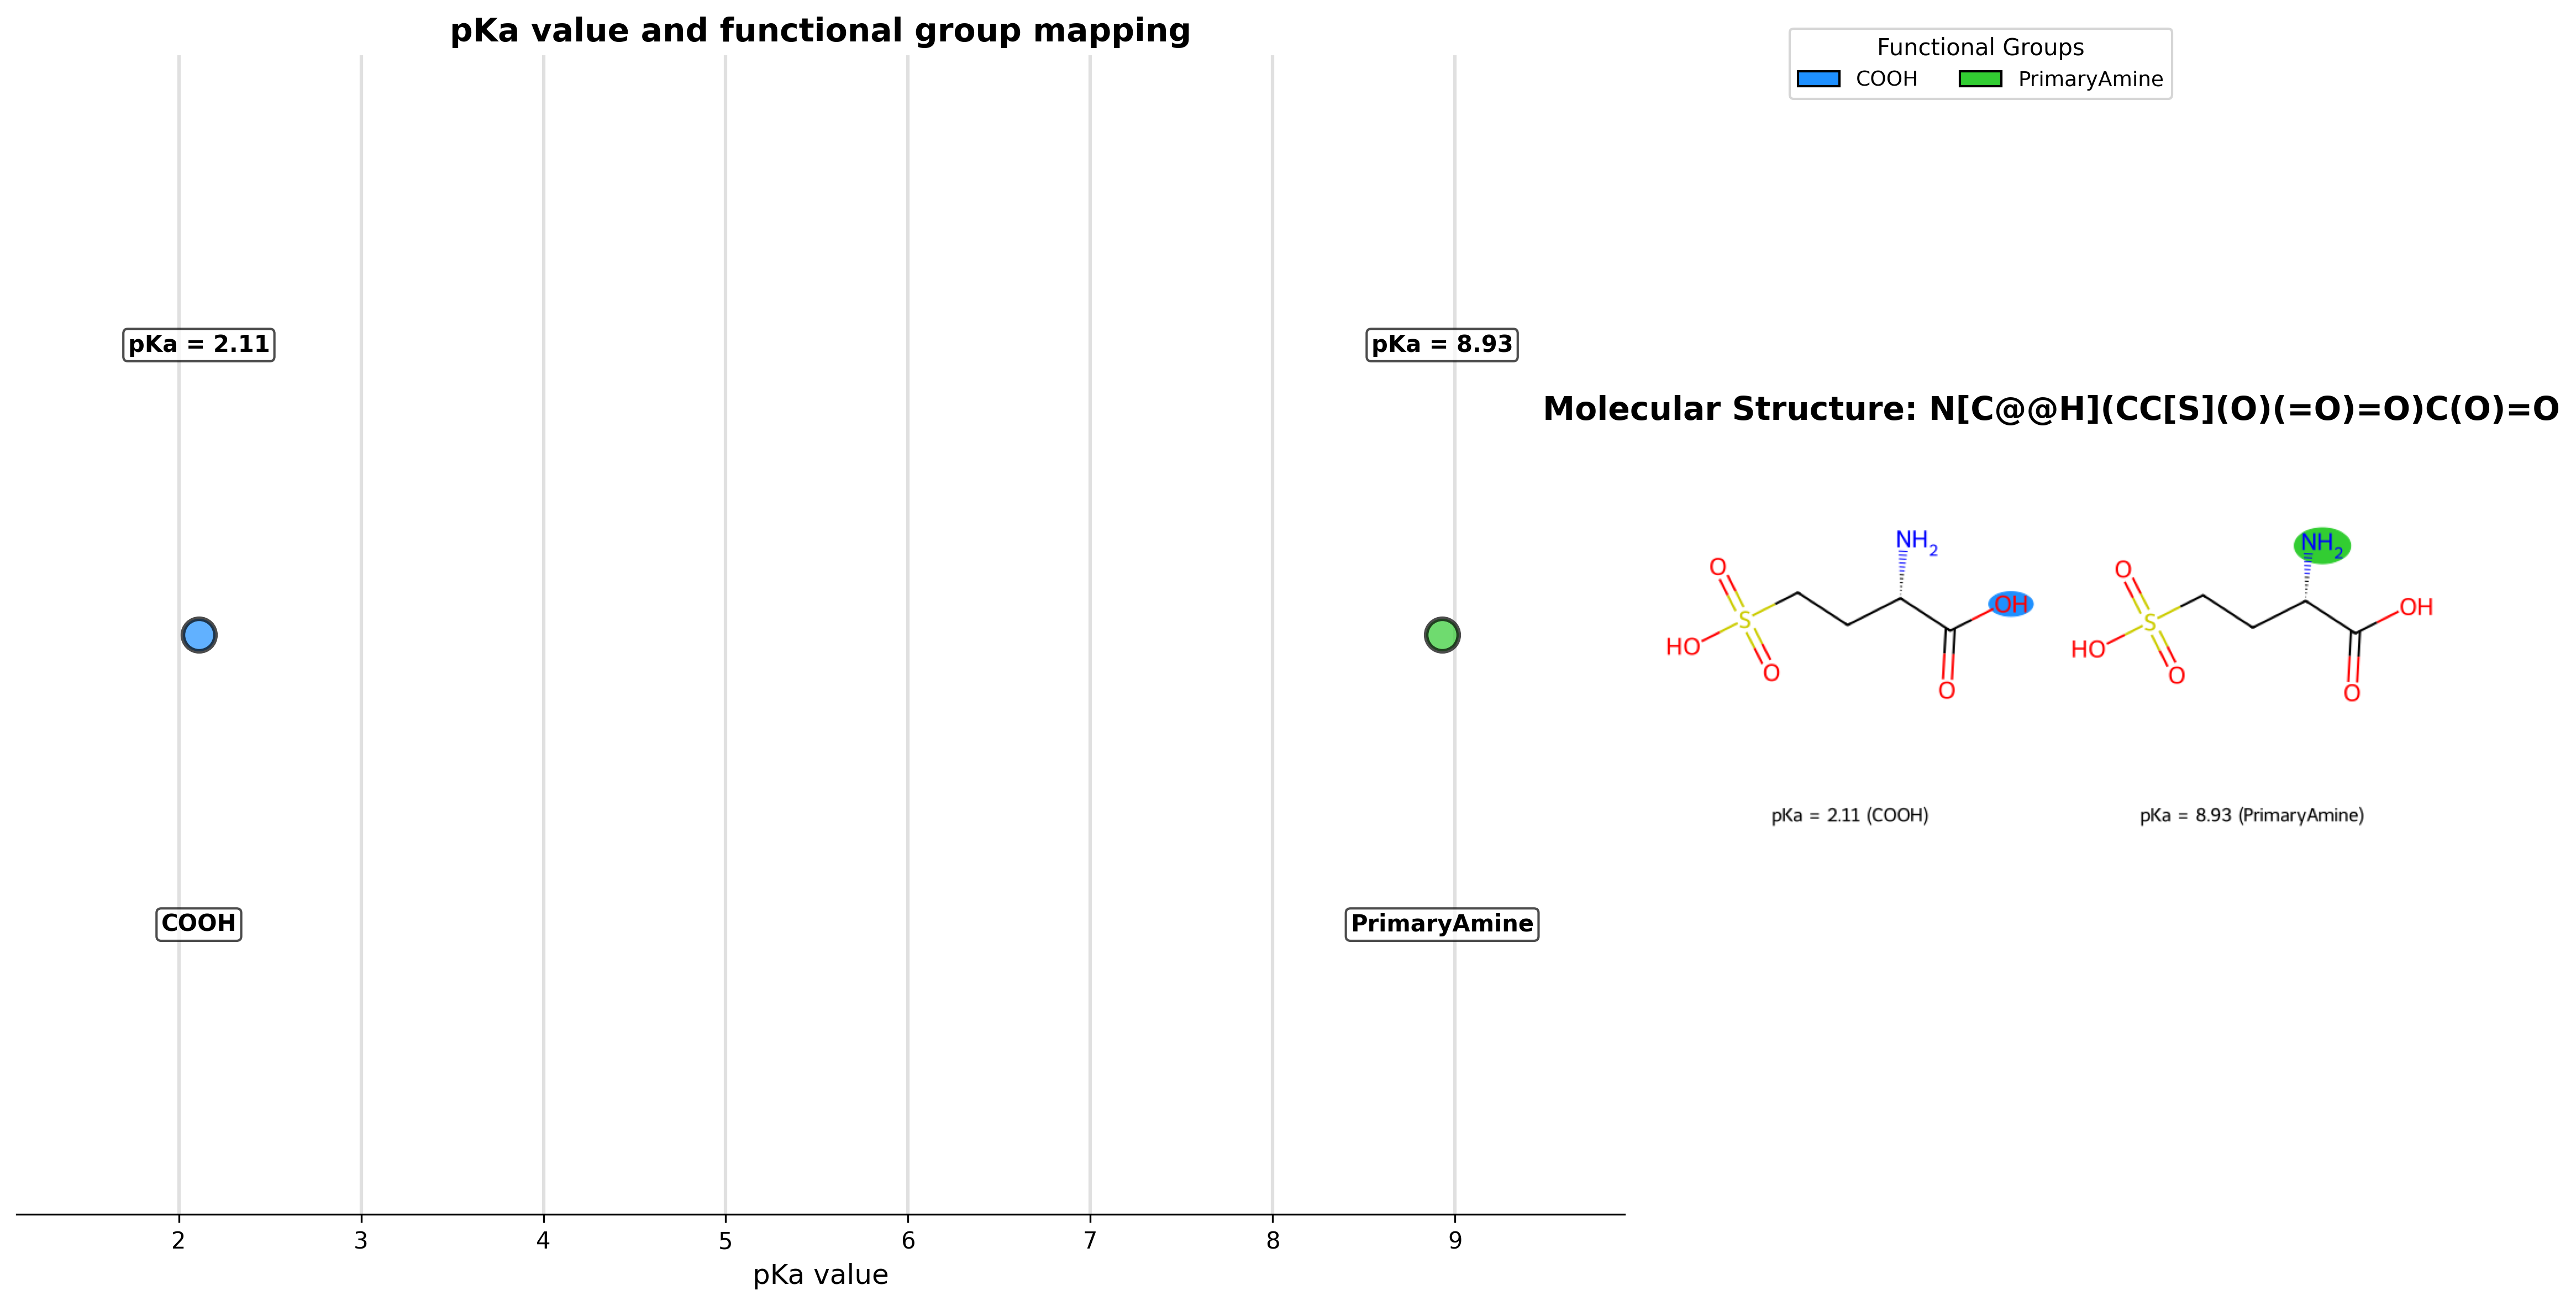 pKa value and functional group mapping
pKa = 2.11
pKa = 8.93
COOH
PrimaryAmine
2 3 4 5 6 7 8 9
pKa value
Functional Groups
COOH PrimaryAmine
Molecular Structure: N[C@@H](CC[S](O)(=O)=O)C(O)=O
NH2
O
S
HO
O
OH
O
pKa = 2.11 (COOH)
NH2
O
S
HO
O
OH
O
pKa = 8.93 (PrimaryAmine)